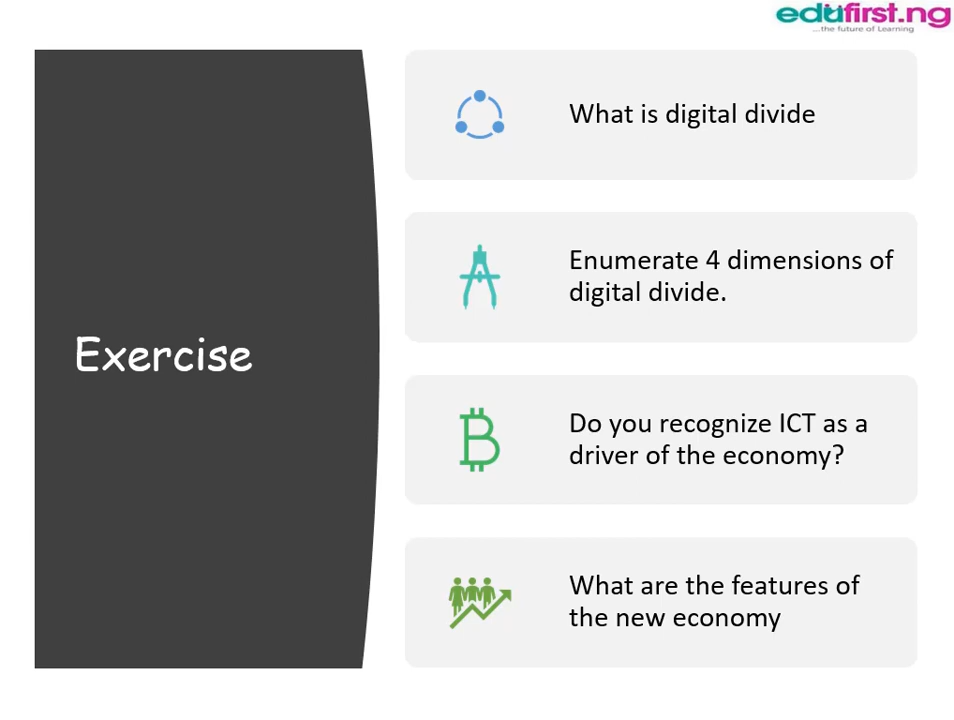 edufirst.ng
...the future of Learning
Exercise
What is digital divide
Enumerate 4 dimensions of
digital divide.
Do you recognize ICT as a
driver of the economy?
What are the features of
the new economy